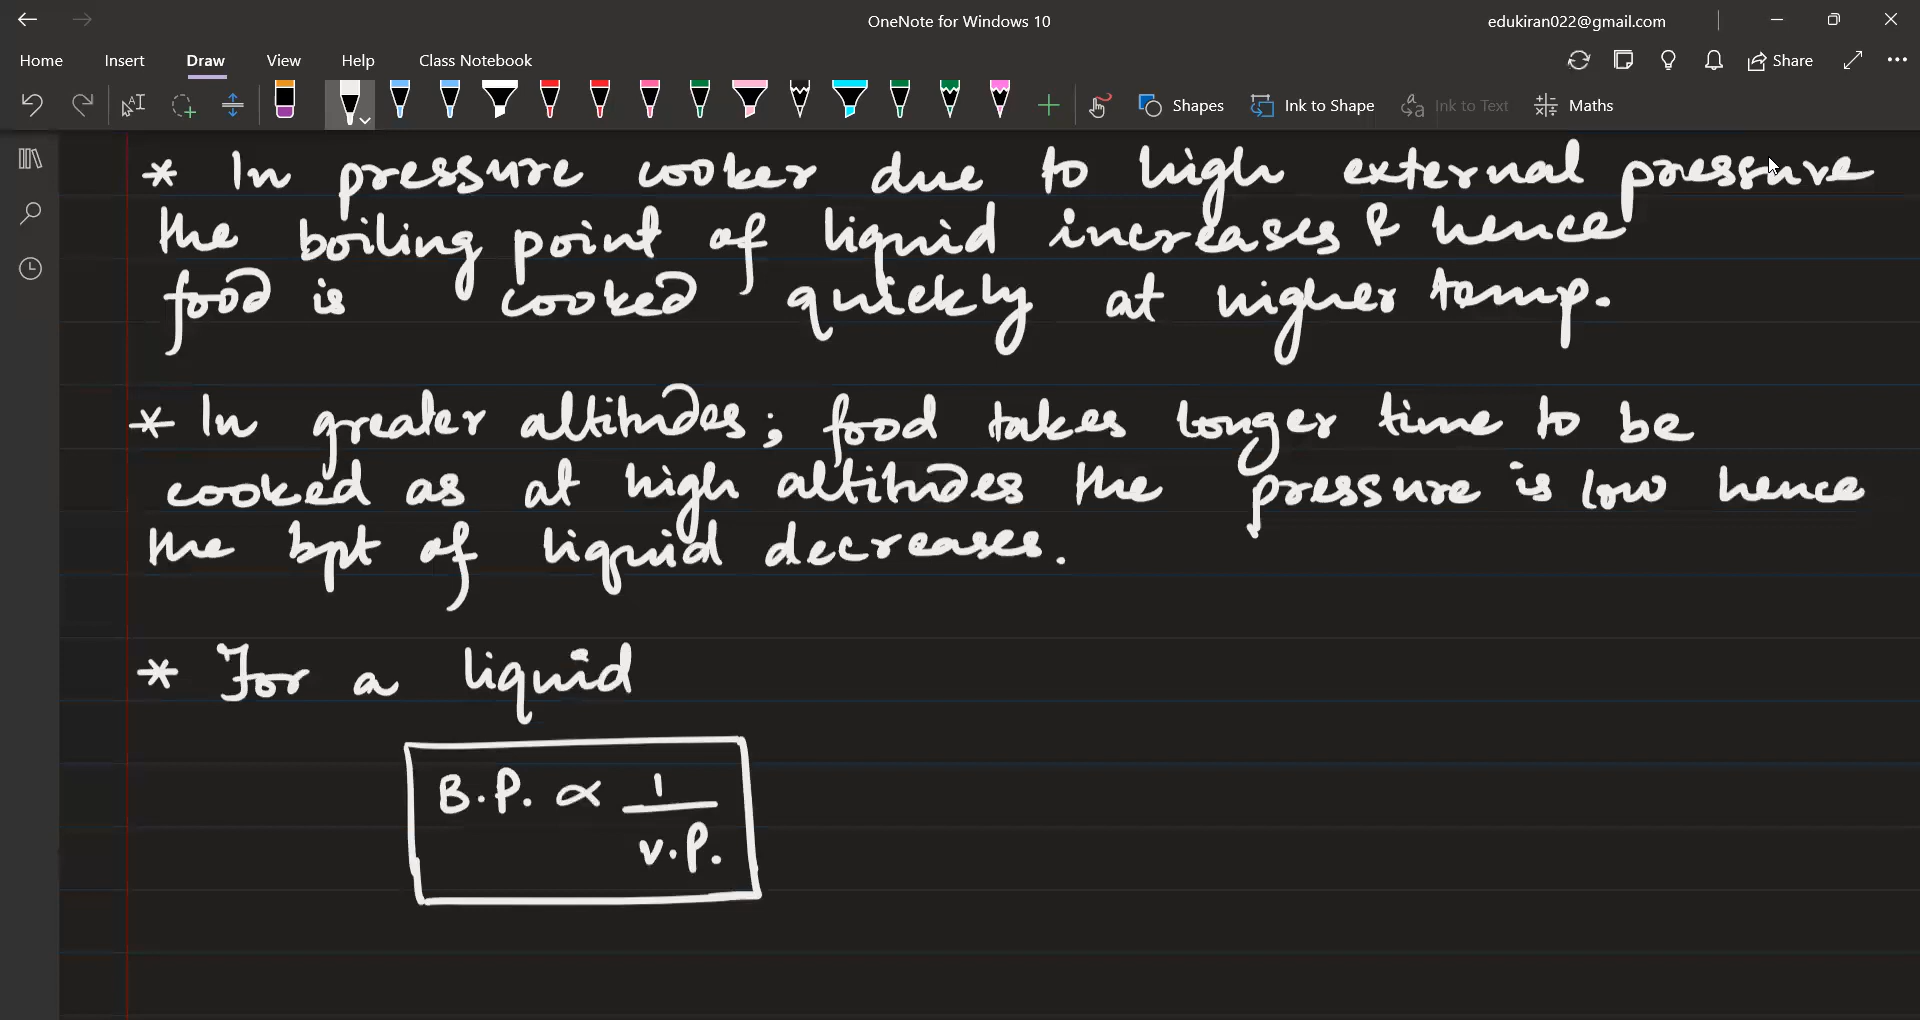 OneNote for Windows 10
edukiran022@gmail.com
Home Insert Draw View Help Class Notebook
Share
Shapes Ink to Shape Ink to Text Maths
* In pressure cooker due to high external pressure
the boiling point of liquid increases & hence
food is cooked quickly at higher temp.
* In greater altitudes; food takes longer time to be
cooked as at high altitudes the pressure is low hence
the bpt of liquid decreases.
* For a liquid
B.P. ∝ 1
v.P.